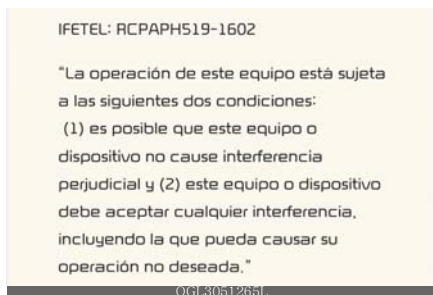 IFETEL: RCPAPH519-1602
“La operación de este equipo está sujeta
a las siguientes dos condiciones:
(1) es posible que este equipo o
dispositivo no cause interferencia
perjudicial y (2) este equipo o dispositivo
debe aceptar cualquier interferencia,
incluyendo la que pueda causar su
operación no deseada.”
OGL3051265L